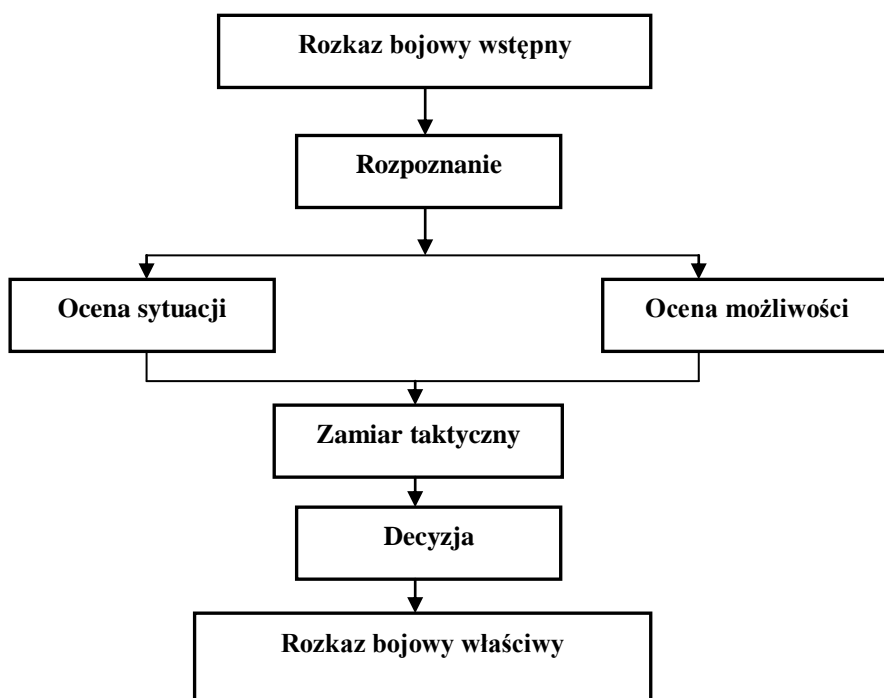 Rozkaz bojowy wstępny
Rozpoznanie
Ocena sytuacji
Ocena możliwości
Zamiar taktyczny
Decyzja
Rozkaz bojowy właściwy